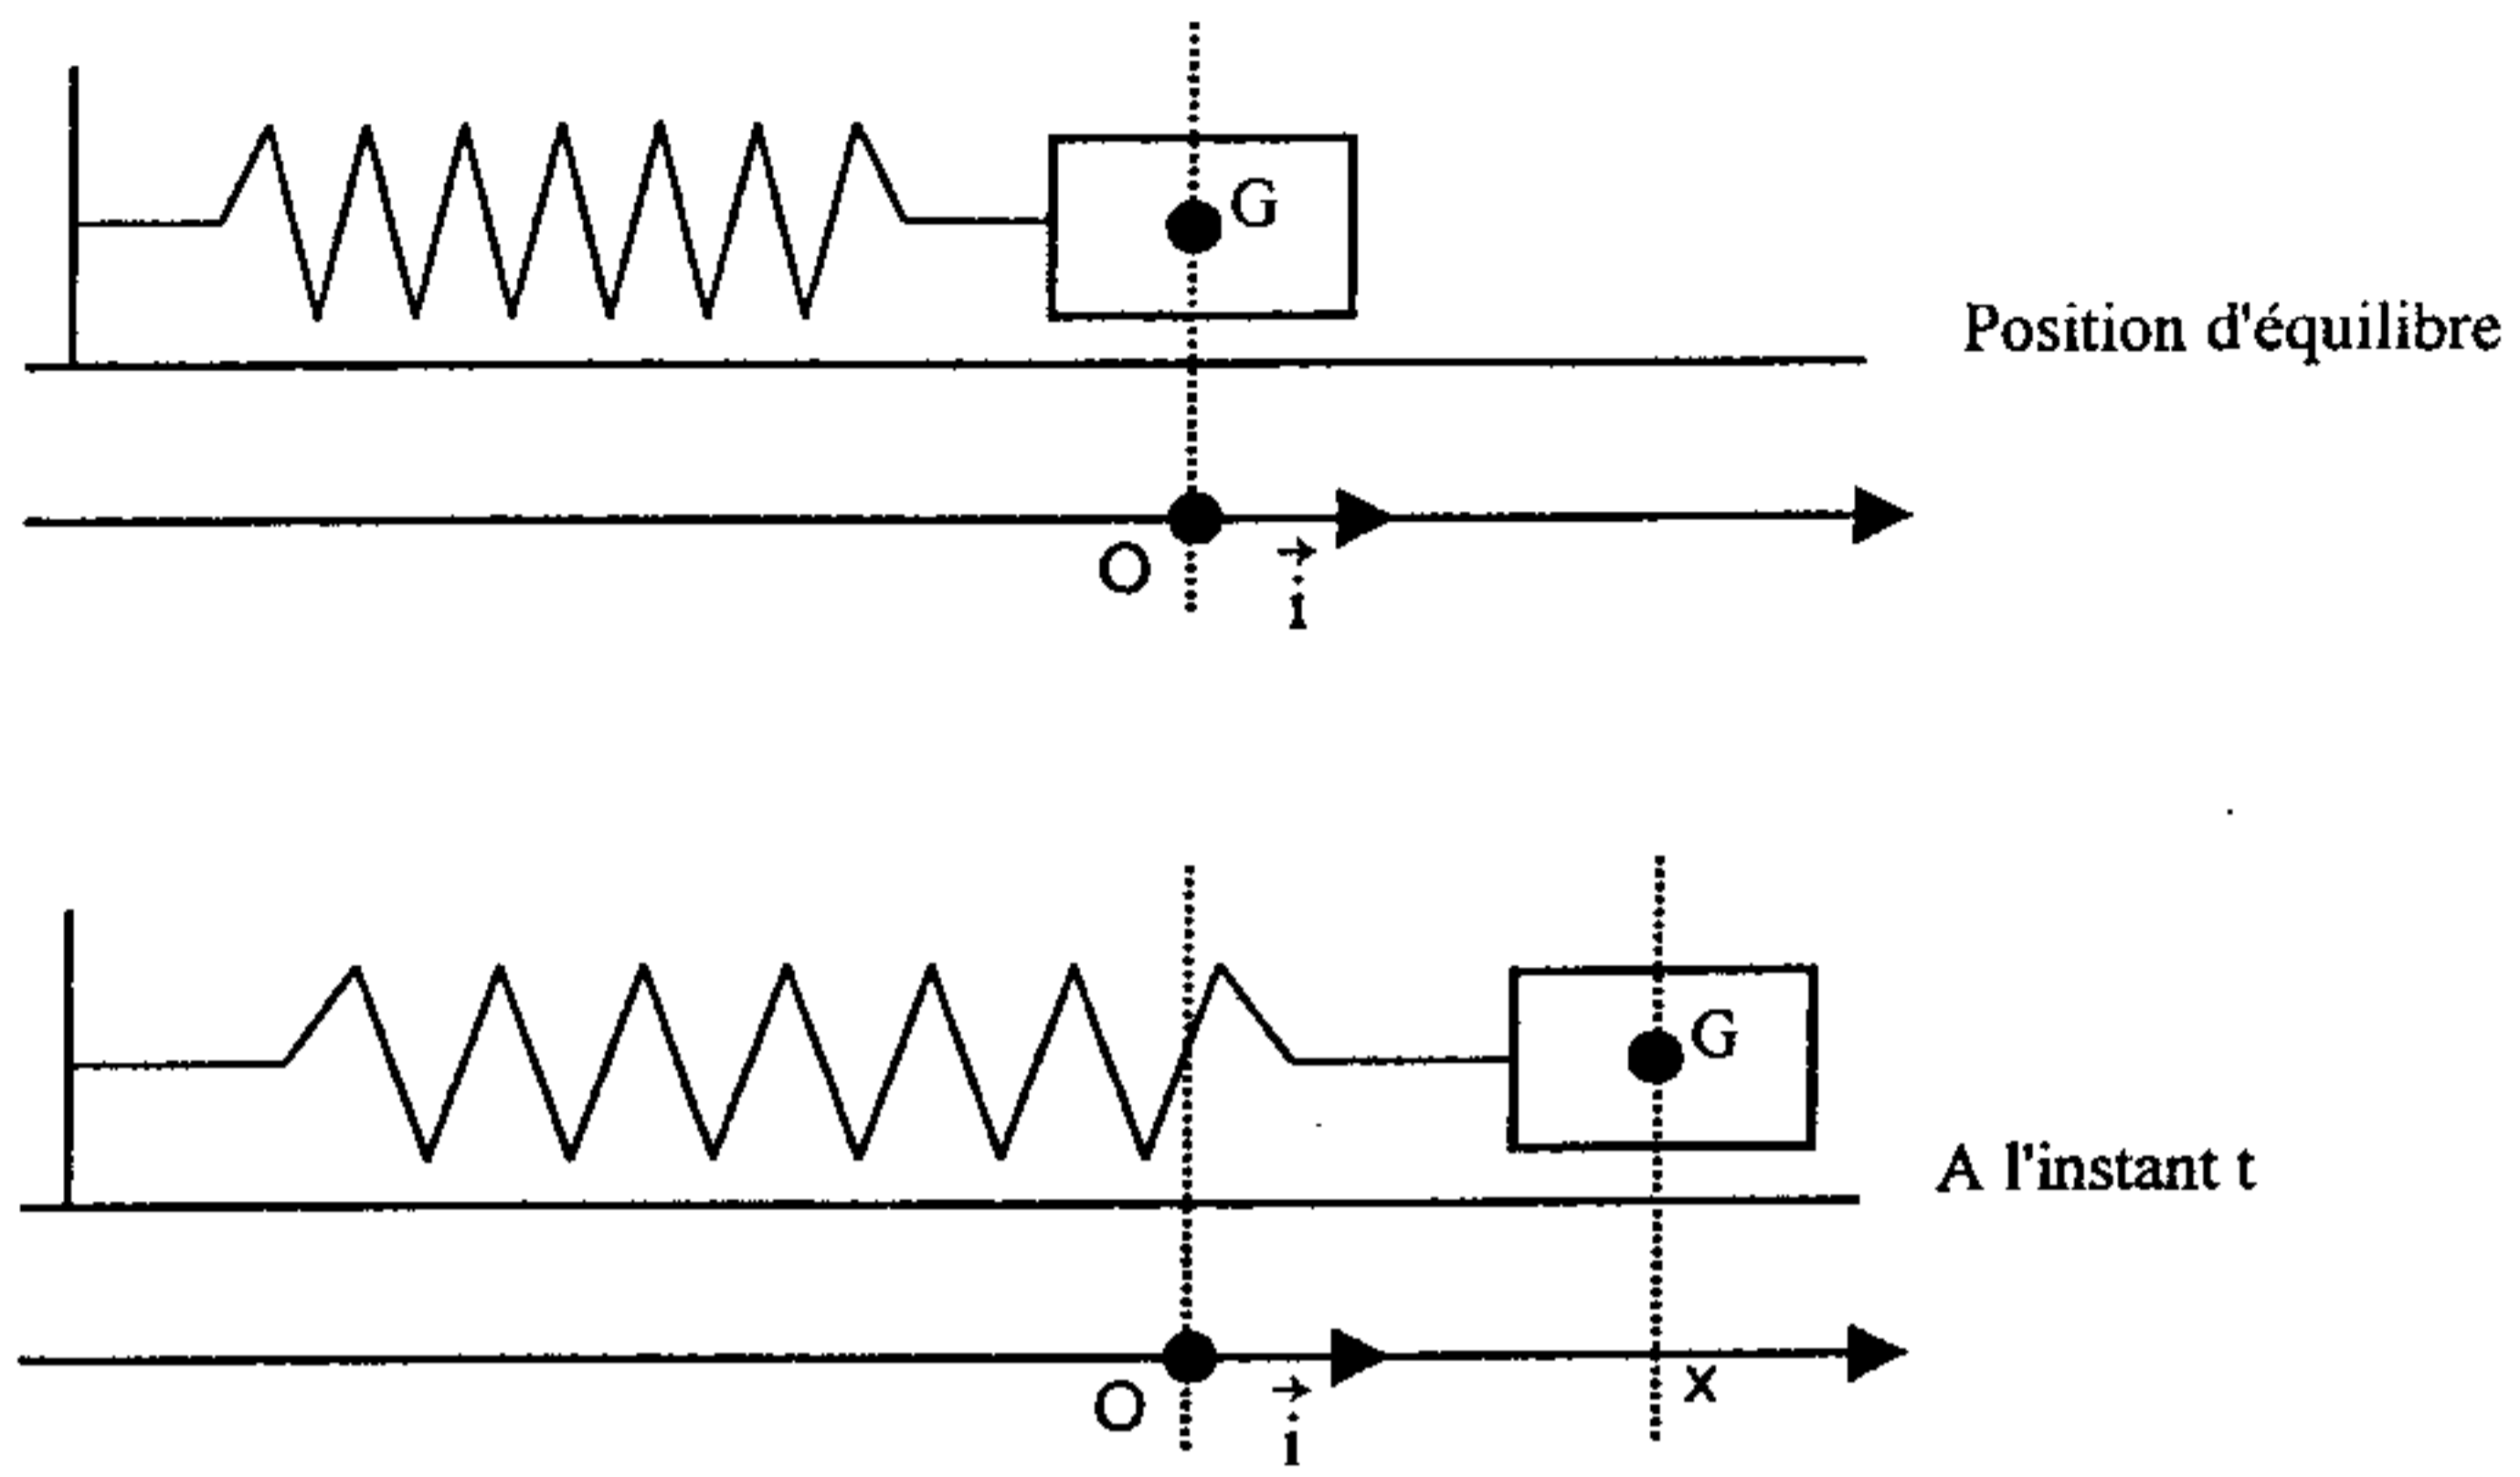 G
Position d'équilibre
O
i⃗
G
A l'instant t
O
i⃗
x